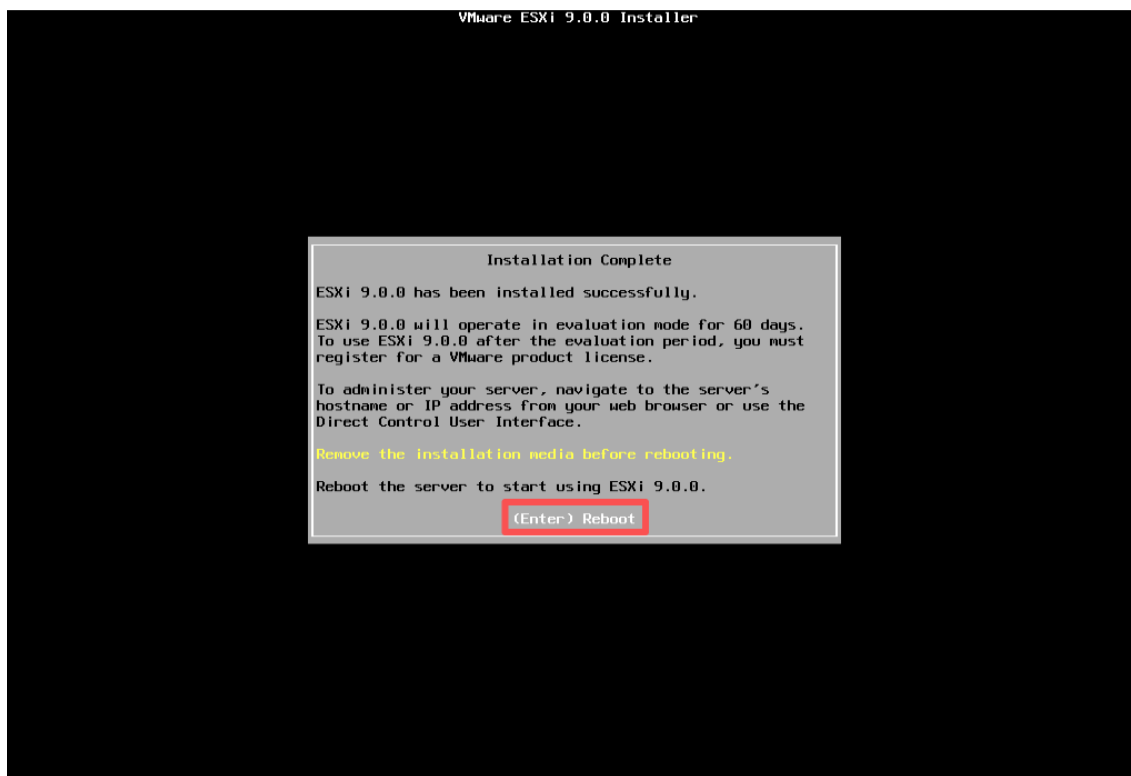 VMware ESXi 9.0.0 Installer
Installation Complete
ESXi 9.0.0 has been installed successfully.
ESXi 9.0.0 will operate in evaluation mode for 60 days.
To use ESXi 9.0.0 after the evaluation period, you must
register for a VMware product license.
To administer your server, navigate to the server's
hostname or IP address from your web browser or use the
Direct Control User Interface.
Remove the installation media before rebooting.
Reboot the server to start using ESXi 9.0.0.
(Enter) Reboot